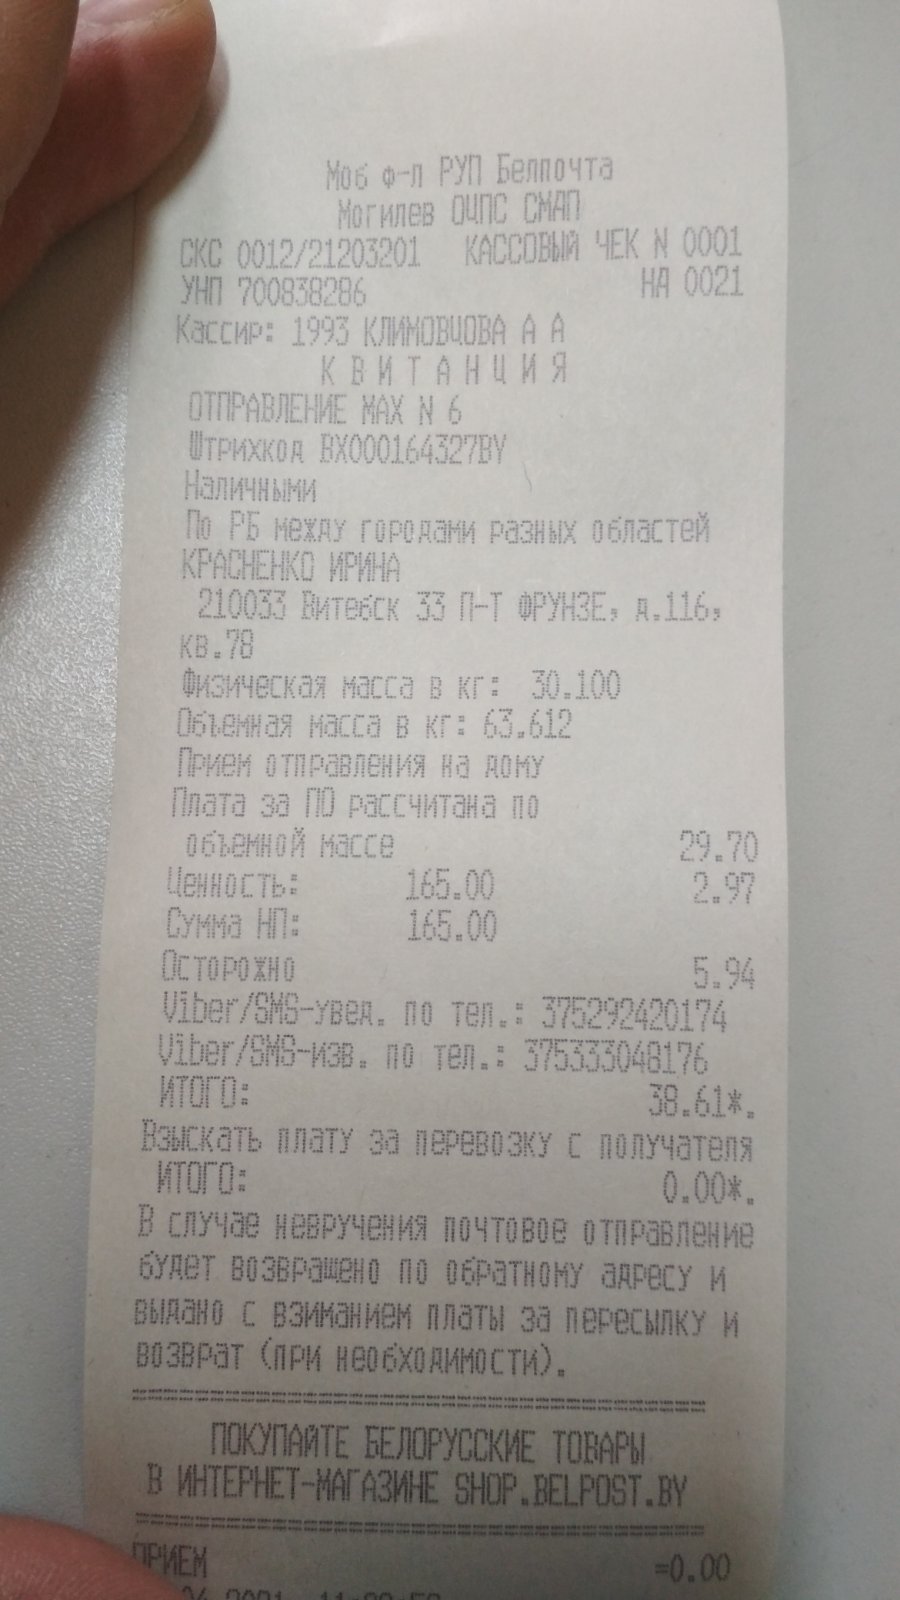 Моб ф-л РУП Белпочта
Могилев ОЦПС СМАП
СКС 0012/21203201 КАССОВЫЙ ЧЕК N 0001
УНП 700838286 НА 0021
Кассир: 1993 КЛИМОВЦОВА А А
К В И Т А Н Ц И Я
ОТПРАВЛЕНИЕ MAX N 6
Штрихкод BX000164327BY
Наличными
По РБ между городами разных областей
КРАСНЕНКО ИРИНА
210033 Витебск 33 П-Т ФРУНЗЕ, д.116,
кв.78
Физическая масса в кг: 30.100
Объемная масса в кг: 63.612
Прием отправления на дому
Плата за ПО рассчитана по
объемной массе 29.70
Ценность: 165.00 2.97
Сумма НП: 165.00
Осторожно 5.94
Viber/SMS-увед. по тел.: 375292420174
Viber/SMS-изв. по тел.: 375333048176
ИТОГО: 38.61*.
Взыскать плату за перевозку с получателя
ИТОГО: 0.00*.
В случае невручения почтовое отправление
будет возвращено по обратному адресу и
выдано с взиманием платы за пересылку и
возврат (при необходимости).
ПОКУПАЙТЕ БЕЛОРУССКИЕ ТОВАРЫ
В ИНТЕРНЕТ-МАГАЗИНЕ SHOP.BELPOST.BY
ПРИЕМ =0.00